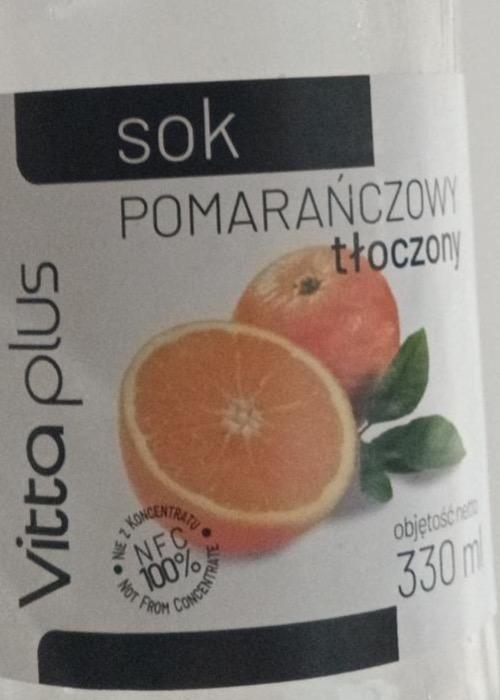 sok
POMARAŃCZOWY
tłoczony
Vitta plus
NIE Z KONCENTRATU
NFC
100%
NOT FROM CONCENTRATE
objętość netto
330 ml